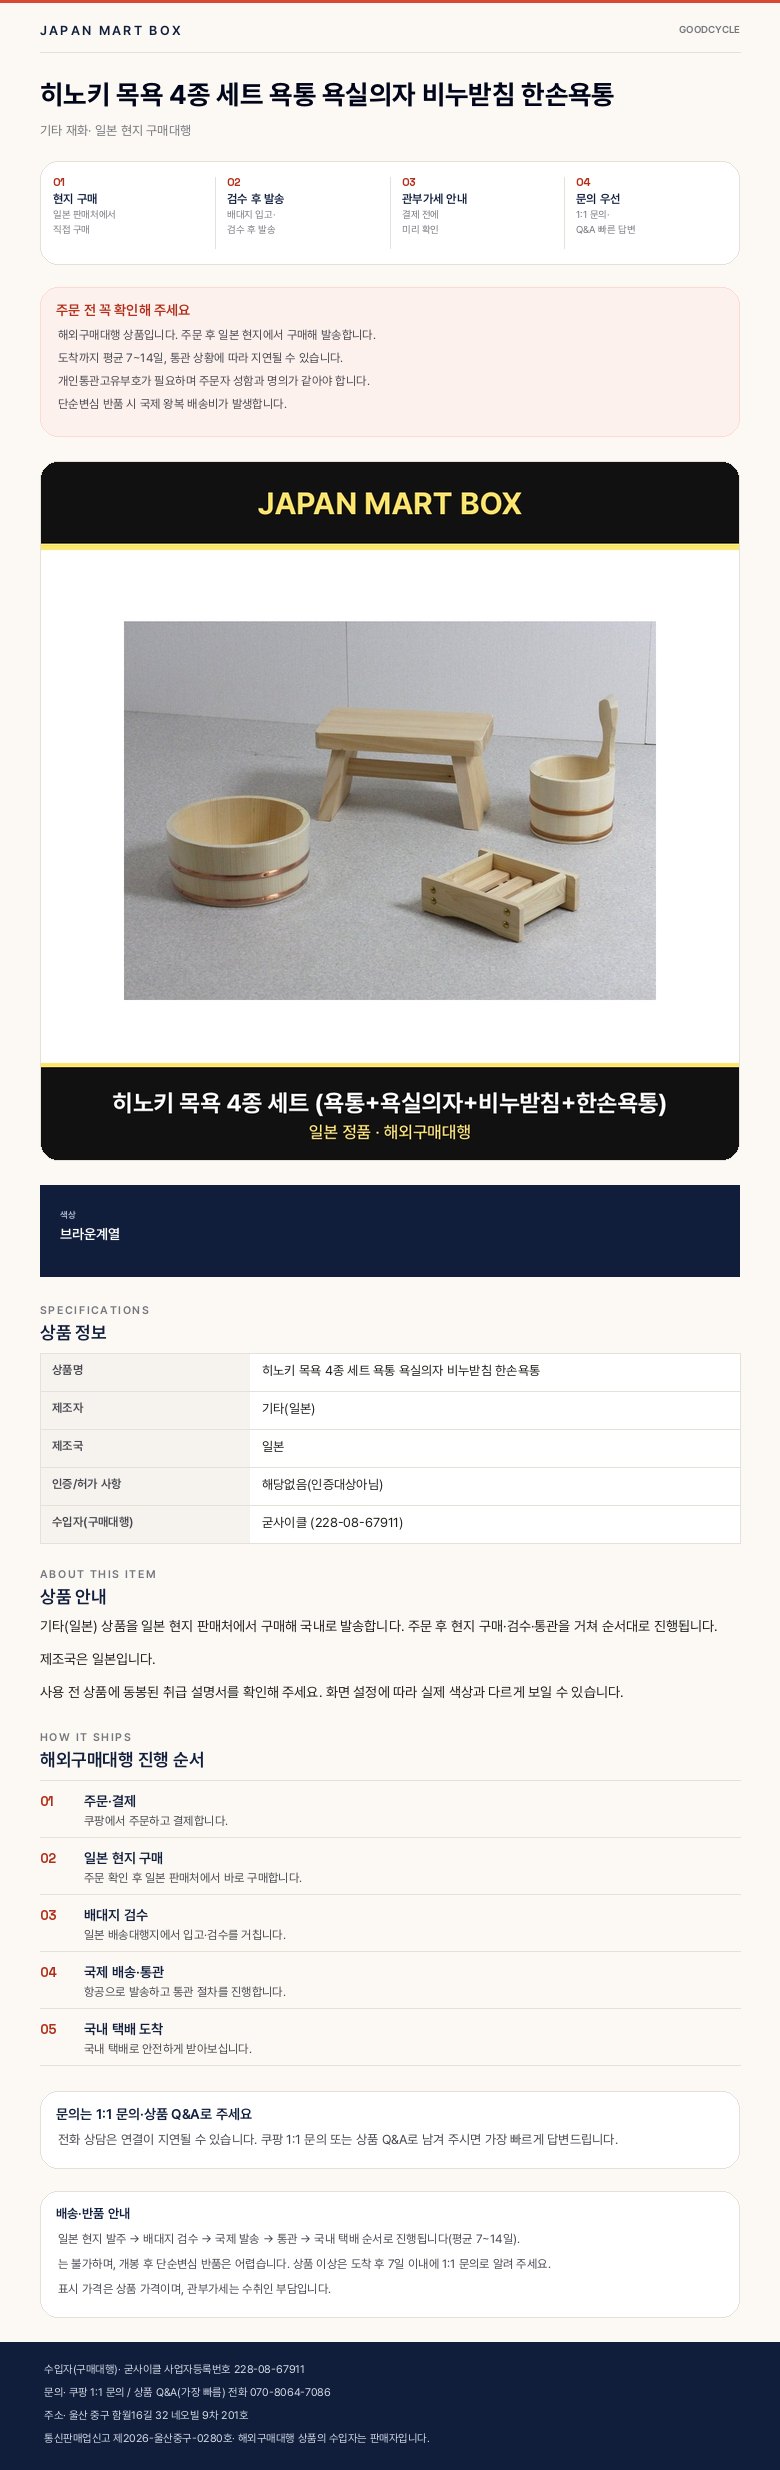 JAPAN MART BOX
GOODCYCLE
히노키 목욕 4종 세트 욕통 욕실의자 비누받침 한손욕통
기타 재화· 일본 현지 구매대행
01
현지 구매
일본 판매처에서
직접 구매
02
검수 후 발송
배대지 입고·
검수 후 발송
03
관부가세 안내
결제 전에
미리 확인
04
문의 우선
1:1 문의·
Q&A 빠른 답변
주문 전 꼭 확인해 주세요
해외구매대행 상품입니다. 주문 후 일본 현지에서 구매해 발송합니다.
도착까지 평균 7~14일, 통관 상황에 따라 지연될 수 있습니다.
개인통관고유부호가 필요하며 주문자 성함과 명의가 같아야 합니다.
단순변심 반품 시 국제 왕복 배송비가 발생합니다.
JAPAN MART BOX
히노키 목욕 4종 세트 (욕통+욕실의자+비누받침+한손욕통)
일본 정품 · 해외구매대행
색상
브라운계열
SPECIFICATIONS
상품 정보
상품명 히노키 목욕 4종 세트 욕통 욕실의자 비누받침 한손욕통
제조자 기타(일본)
제조국 일본
인증/허가 사항 해당없음(인증대상아님)
수입자(구매대행) 굳사이클 (228-08-67911)
ABOUT THIS ITEM
상품 안내
기타(일본) 상품을 일본 현지 판매처에서 구매해 국내로 발송합니다. 주문 후 현지 구매·검수·통관을 거쳐 순서대로 진행됩니다.
제조국은 일본입니다.
사용 전 상품에 동봉된 취급 설명서를 확인해 주세요. 화면 설정에 따라 실제 색상과 다르게 보일 수 있습니다.
HOW IT SHIPS
해외구매대행 진행 순서
01 주문·결제
쿠팡에서 주문하고 결제합니다.
02 일본 현지 구매
주문 확인 후 일본 판매처에서 바로 구매합니다.
03 배대지 검수
일본 배송대행지에서 입고·검수를 거칩니다.
04 국제 배송·통관
항공으로 발송하고 통관 절차를 진행합니다.
05 국내 택배 도착
국내 택배로 안전하게 받아보십니다.
문의는 1:1 문의·상품 Q&A로 주세요
전화 상담은 연결이 지연될 수 있습니다. 쿠팡 1:1 문의 또는 상품 Q&A로 남겨 주시면 가장 빠르게 답변드립니다.
배송·반품 안내
일본 현지 발주 → 배대지 검수 → 국제 발송 → 통관 → 국내 택배 순서로 진행됩니다(평균 7~14일).
는 불가하며, 개봉 후 단순변심 반품은 어렵습니다. 상품 이상은 도착 후 7일 이내에 1:1 문의로 알려 주세요.
표시 가격은 상품 가격이며, 관부가세는 수취인 부담입니다.
수입자(구매대행)· 굳사이클 사업자등록번호 228-08-67911
문의· 쿠팡 1:1 문의 / 상품 Q&A(가장 빠름) 전화 070-8064-7086
주소· 울산 중구 함월16길 32 네오빌 9차 201호
통신판매업신고 제2026-울산중구-0280호· 해외구매대행 상품의 수입자는 판매자입니다.